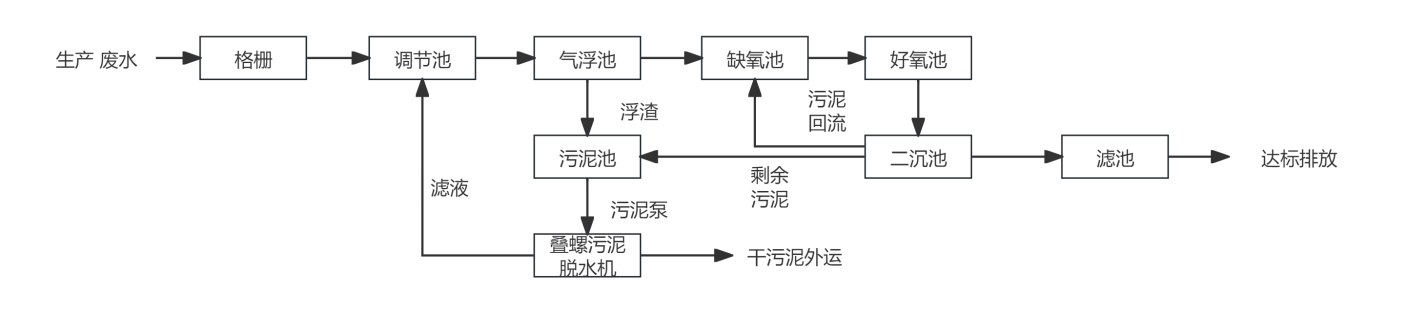 生产 废水
格栅
调节池
气浮池
缺氧池
好氧池
浮渣
污泥
回流
污泥池
二沉池
滤池
达标排放
剩余
污泥
滤液
污泥泵
叠螺污泥
脱水机
干污泥外运